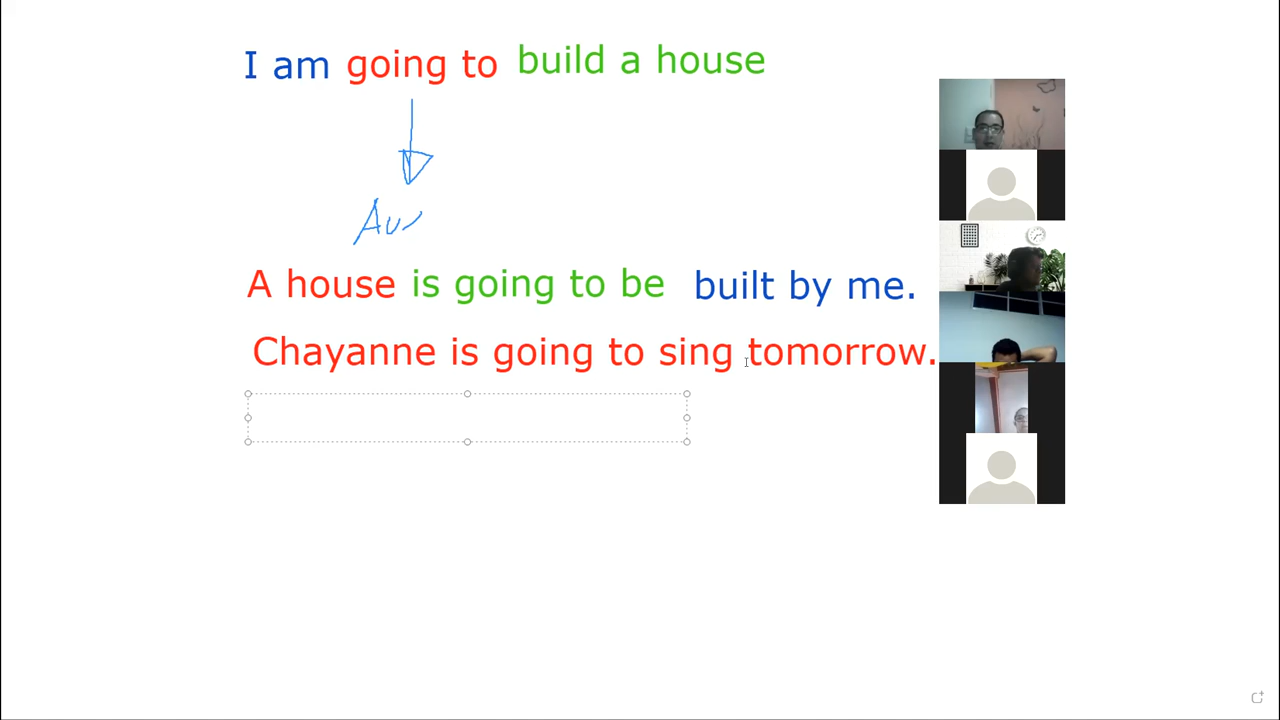 I am going to build a house
Aux
A house is going to be built by me.
Chayanne is going to sing tomorrow.